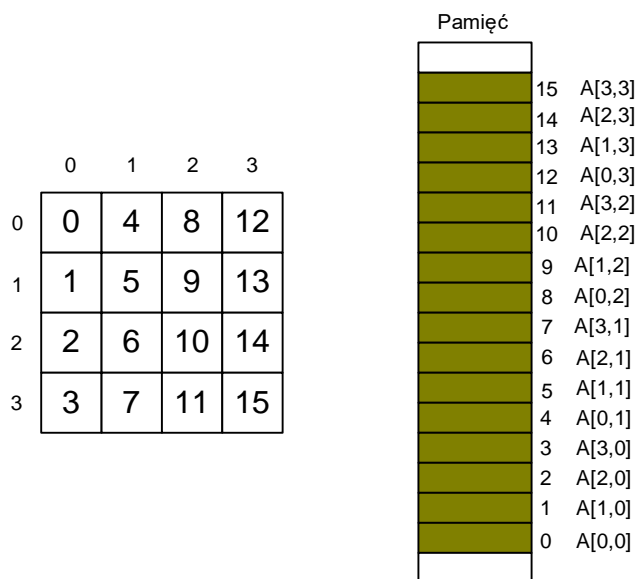 Pamięć
0 1 2 3
0 0 4 8 12
1 1 5 9 13
2 2 6 10 14
3 3 7 11 15
15 A[3,3]
14 A[2,3]
13 A[1,3]
12 A[0,3]
11 A[3,2]
10 A[2,2]
9 A[1,2]
8 A[0,2]
7 A[3,1]
6 A[2,1]
5 A[1,1]
4 A[0,1]
3 A[3,0]
2 A[2,0]
1 A[1,0]
0 A[0,0]